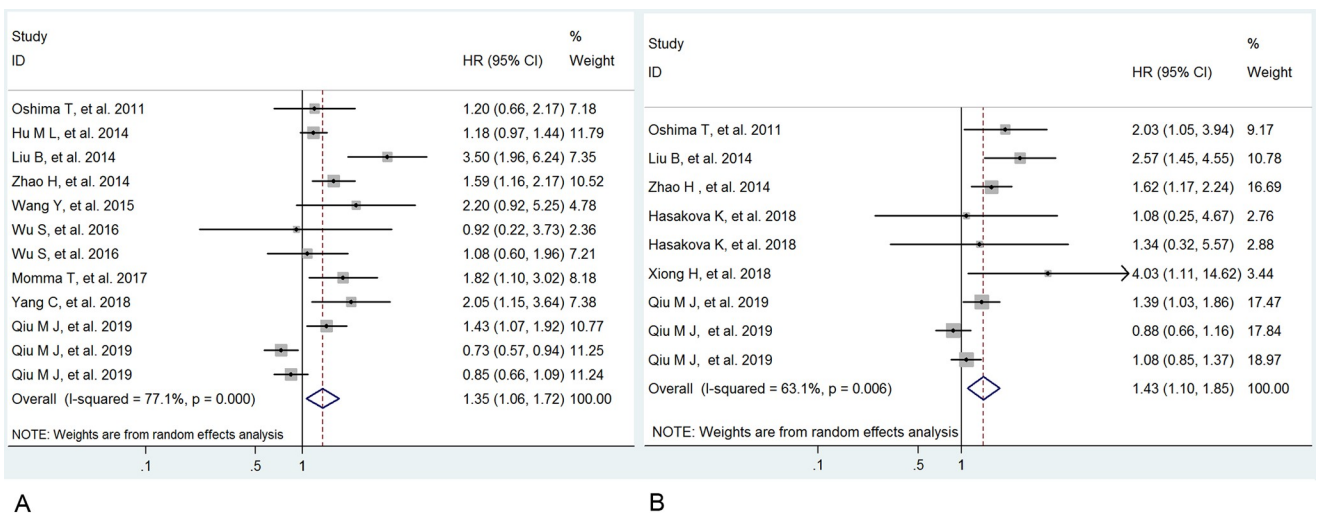 Study %
ID HR (95% CI) Weight
Oshima T, et al. 2011 1.20 (0.66, 2.17) 7.18
Hu M L, et al. 2014 1.18 (0.97, 1.44) 11.79
Liu B, et al. 2014 3.50 (1.96, 6.24) 7.35
Zhao H, et al. 2014 1.59 (1.16, 2.17) 10.52
Wang Y, et al. 2015 2.20 (0.92, 5.25) 4.78
Wu S, et al. 2016 0.92 (0.22, 3.73) 2.36
Wu S, et al. 2016 1.08 (0.60, 1.96) 7.21
Momma T, et al. 2017 1.82 (1.10, 3.02) 8.18
Yang C, et al. 2018 2.05 (1.15, 3.64) 7.38
Qiu M J, et al. 2019 1.43 (1.07, 1.92) 10.77
Qiu M J, et al. 2019 0.73 (0.57, 0.94) 11.25
Qiu M J, et al. 2019 0.85 (0.66, 1.09) 11.24
Overall (I-squared = 77.1%, p = 0.000) 1.35 (1.06, 1.72) 100.00
NOTE: Weights are from random effects analysis
.1 .5 1
A
Study %
ID HR (95% CI) Weight
Oshima T, et al. 2011 2.03 (1.05, 3.94) 9.17
Liu B, et al. 2014 2.57 (1.45, 4.55) 10.78
Zhao H , et al. 2014 1.62 (1.17, 2.24) 16.69
Hasakova K, et al. 2018 1.08 (0.25, 4.67) 2.76
Hasakova K, et al. 2018 1.34 (0.32, 5.57) 2.88
Xiong H, et al. 2018 4.03 (1.11, 14.62) 3.44
Qiu M J, et al. 2019 1.39 (1.03, 1.86) 17.47
Qiu M J, et al. 2019 0.88 (0.66, 1.16) 17.84
Qiu M J, et al. 2019 1.08 (0.85, 1.37) 18.97
Overall (I-squared = 63.1%, p = 0.006) 1.43 (1.10, 1.85) 100.00
NOTE: Weights are from random effects analysis
.1 .5 1
B